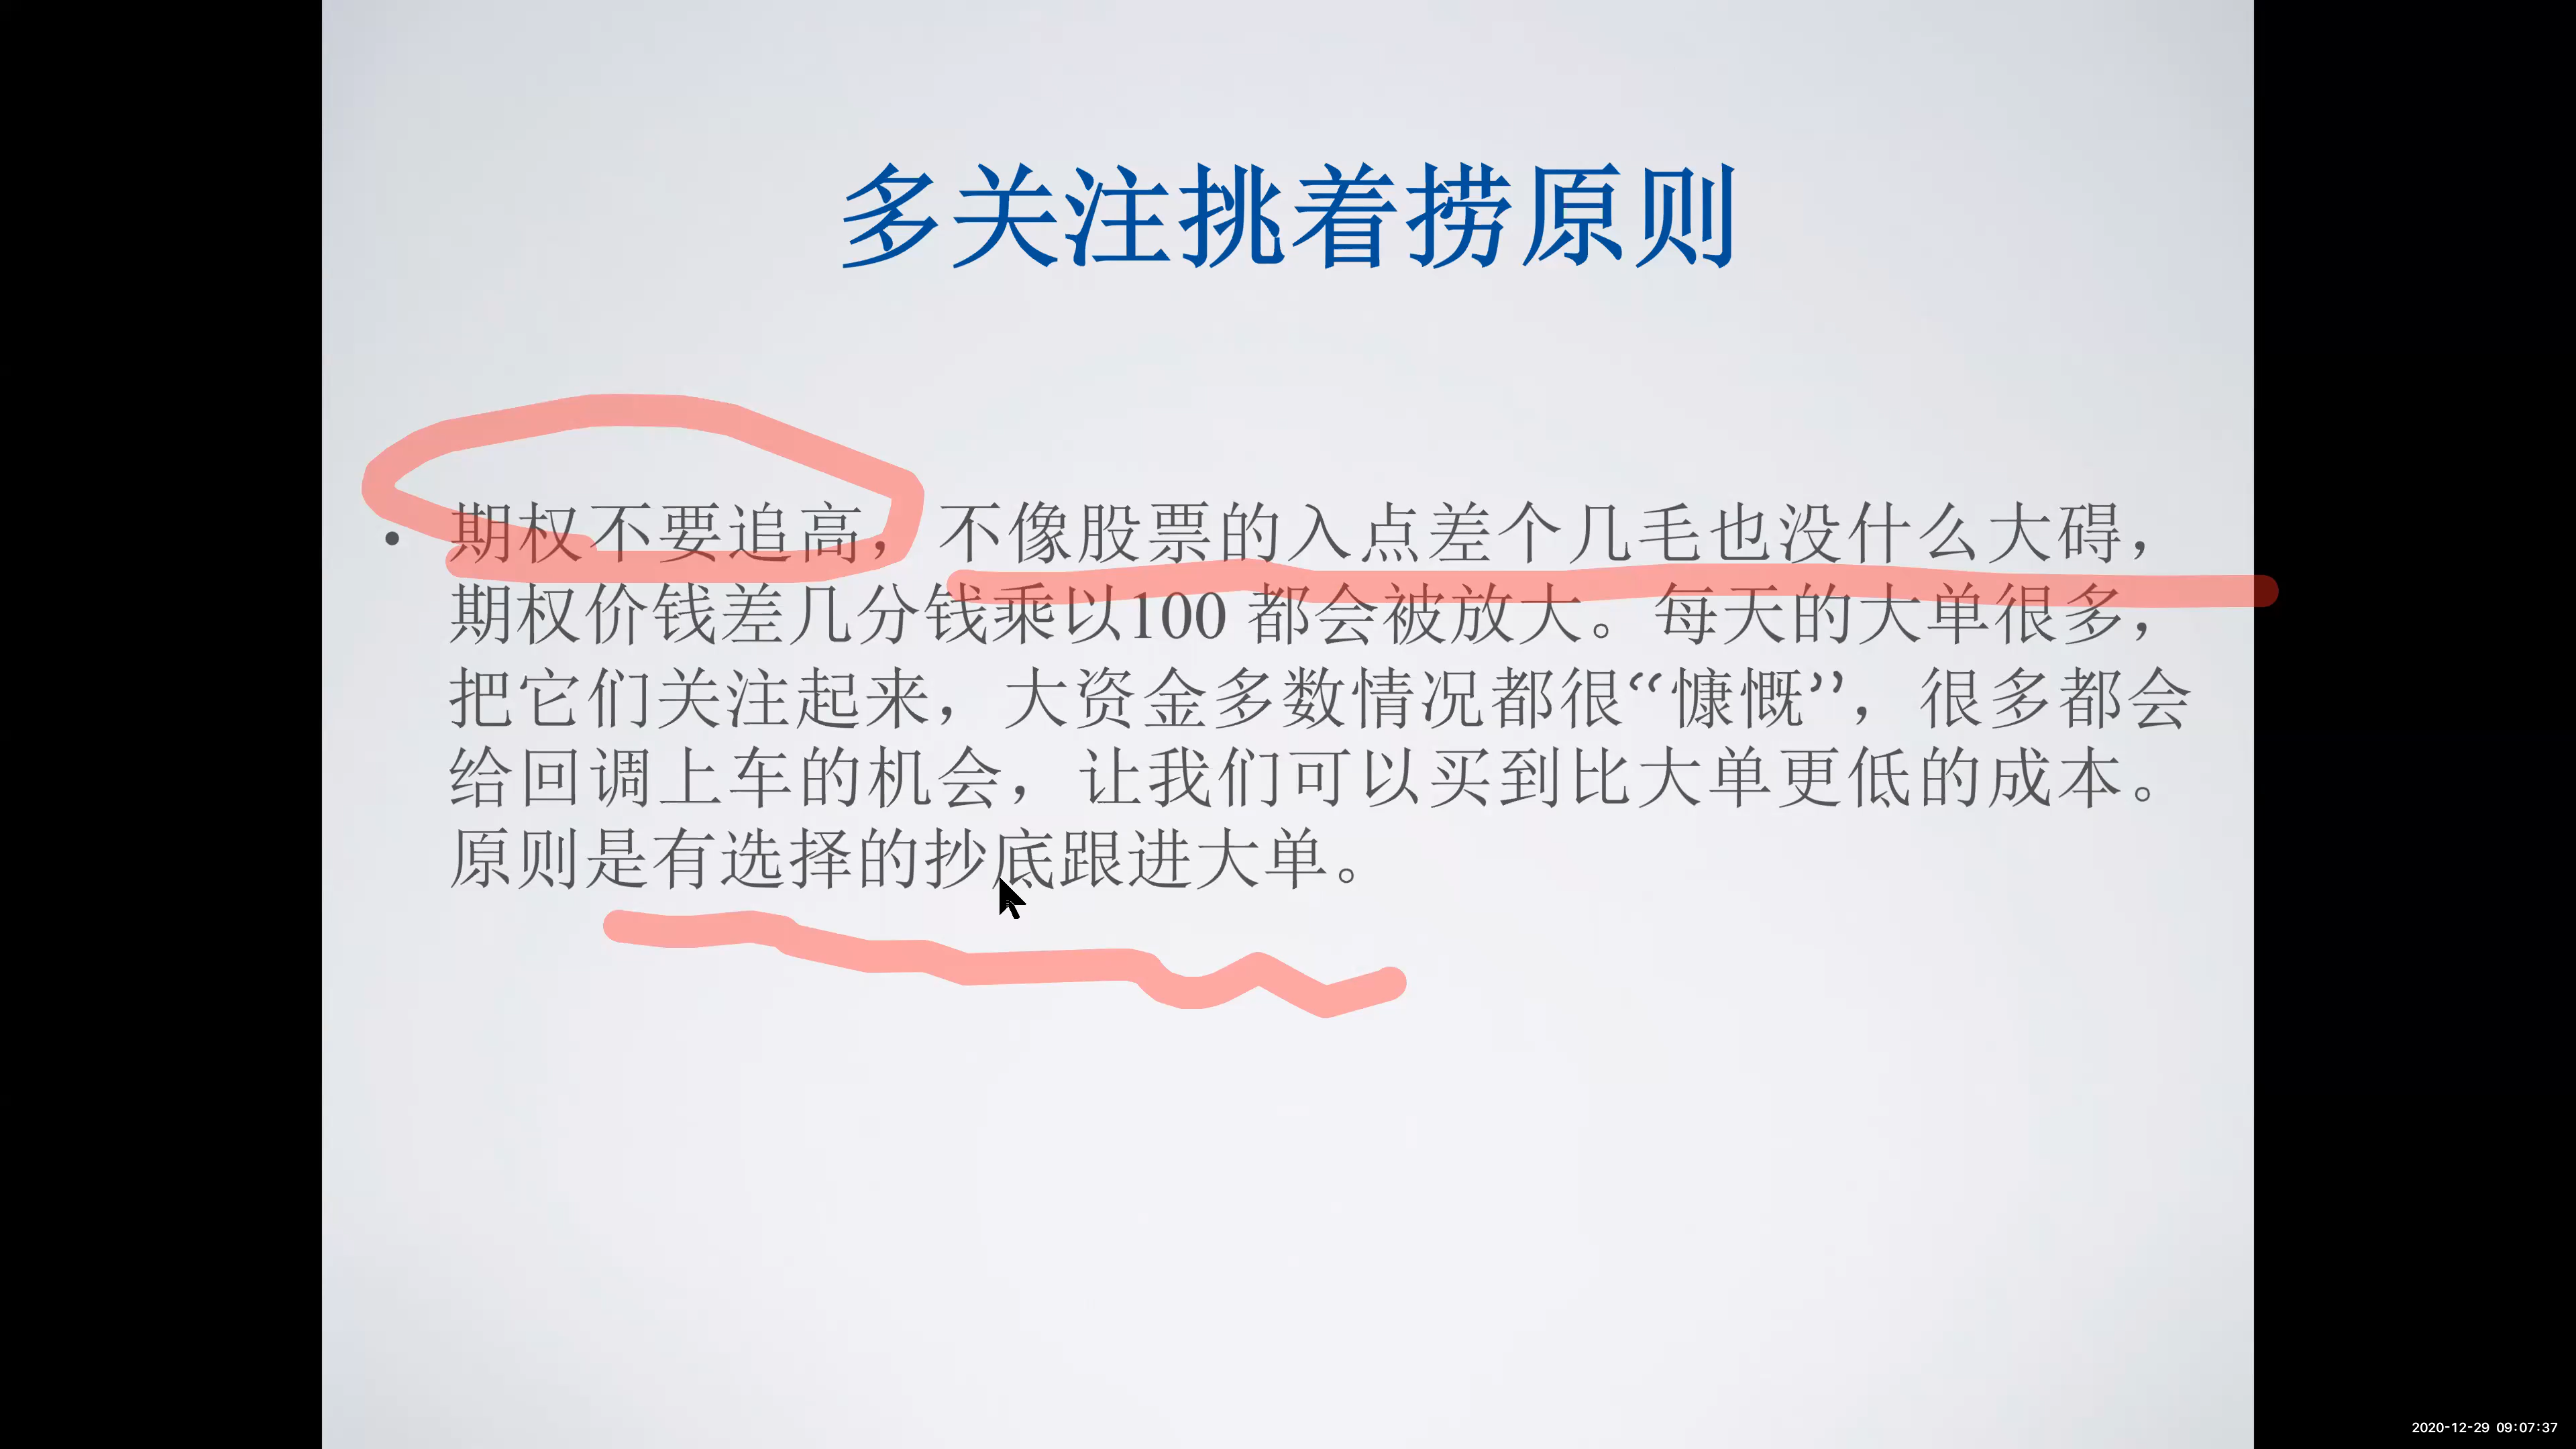 多关注挑着捞原则
• 期权不要追高，不像股票的入点差个几毛也没什么大碍，
期权价钱差几分钱乘以100 都会被放大。每天的大单很多，
把它们关注起来，大资金多数情况都很“慷慨”，很多都会
给回调上车的机会，让我们可以买到比大单更低的成本。
原则是有选择的抄底跟进大单。
2020-12-29 09:07:37